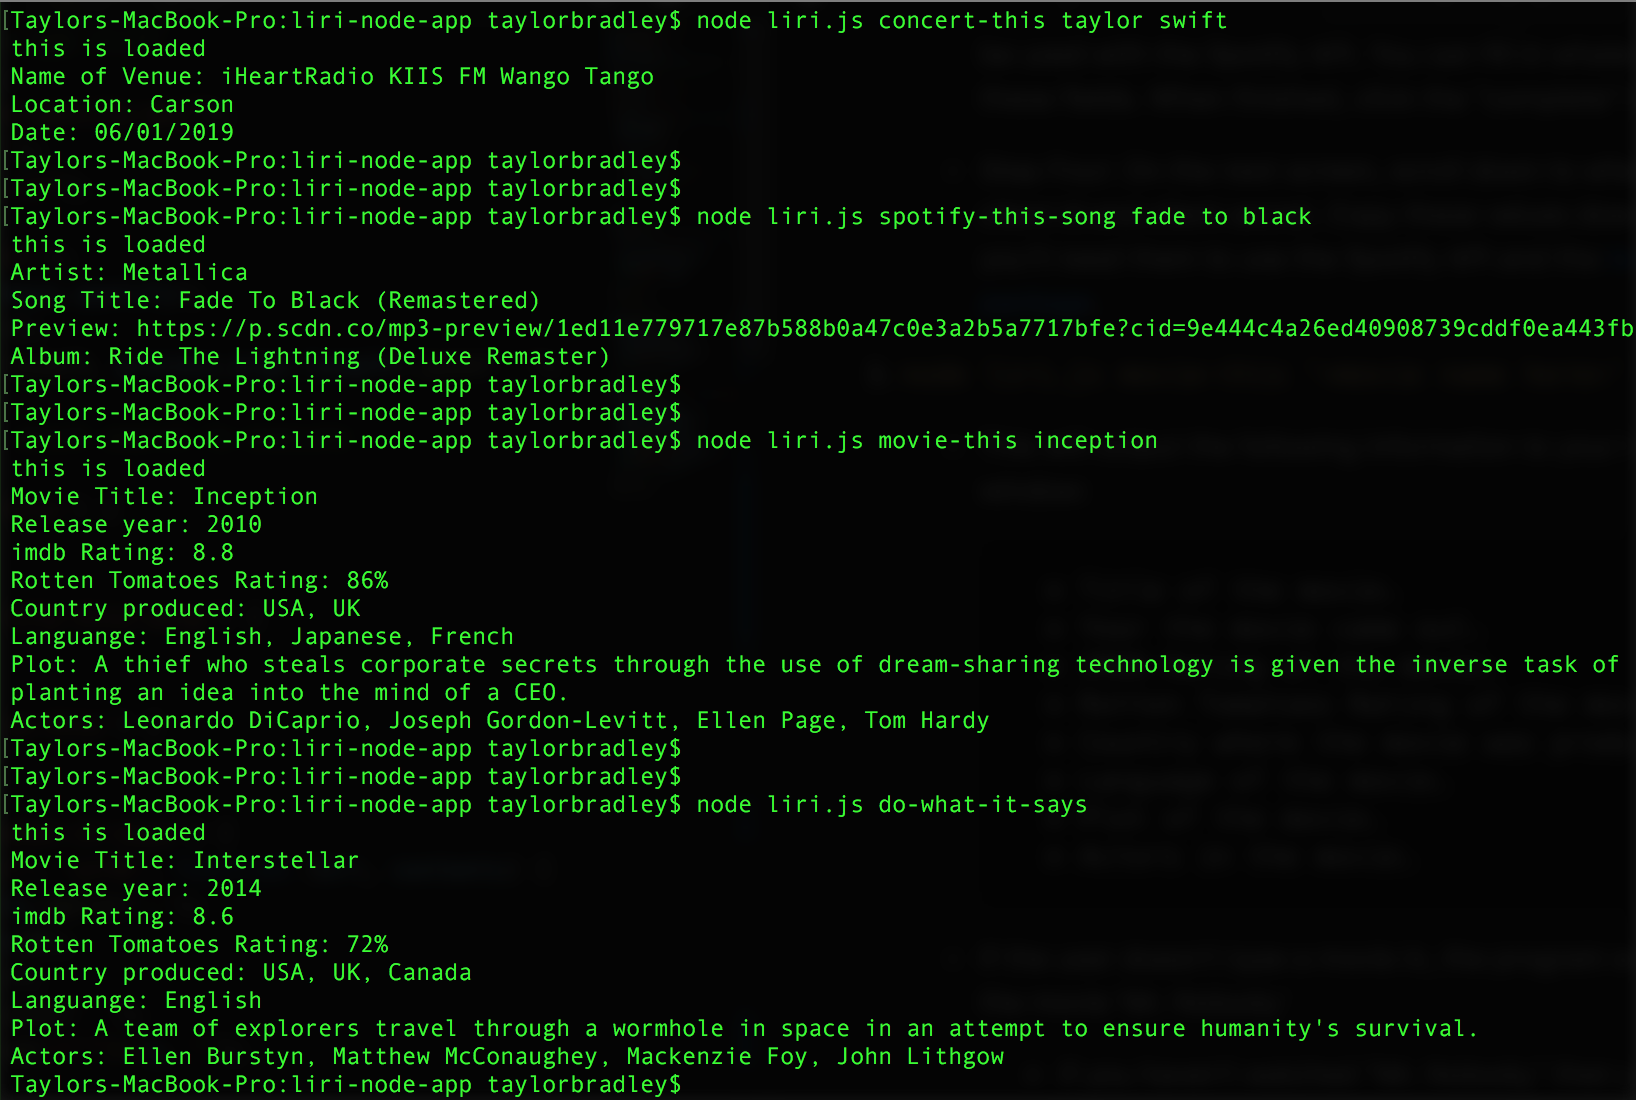 [Taylors-MacBook-Pro:liri-node-app taylorbradley$ node liri.js concert-this taylor swift
this is loaded
Name of Venue: iHeartRadio KIIS FM Wango Tango
Location: Carson
Date: 06/01/2019
[Taylors-MacBook-Pro:liri-node-app taylorbradley$
[Taylors-MacBook-Pro:liri-node-app taylorbradley$
[Taylors-MacBook-Pro:liri-node-app taylorbradley$ node liri.js spotify-this-song fade to black
this is loaded
Artist: Metallica
Song Title: Fade To Black (Remastered)
Preview: https://p.scdn.co/mp3-preview/1ed11e779717e87b588b0a47c0e3a2b5a7717bfe?cid=9e444c4a26ed40908739cddf0ea443fb
Album: Ride The Lightning (Deluxe Remaster)
[Taylors-MacBook-Pro:liri-node-app taylorbradley$
[Taylors-MacBook-Pro:liri-node-app taylorbradley$
[Taylors-MacBook-Pro:liri-node-app taylorbradley$ node liri.js movie-this inception
this is loaded
Movie Title: Inception
Release year: 2010
imdb Rating: 8.8
Rotten Tomatoes Rating: 86%
Country produced: USA, UK
Languange: English, Japanese, French
Plot: A thief who steals corporate secrets through the use of dream-sharing technology is given the inverse task of
planting an idea into the mind of a CEO.
Actors: Leonardo DiCaprio, Joseph Gordon-Levitt, Ellen Page, Tom Hardy
[Taylors-MacBook-Pro:liri-node-app taylorbradley$
[Taylors-MacBook-Pro:liri-node-app taylorbradley$
[Taylors-MacBook-Pro:liri-node-app taylorbradley$ node liri.js do-what-it-says
this is loaded
Movie Title: Interstellar
Release year: 2014
imdb Rating: 8.6
Rotten Tomatoes Rating: 72%
Country produced: USA, UK, Canada
Languange: English
Plot: A team of explorers travel through a wormhole in space in an attempt to ensure humanity's survival.
Actors: Ellen Burstyn, Matthew McConaughey, Mackenzie Foy, John Lithgow
Taylors-MacBook-Pro:liri-node-app taylorbradley$